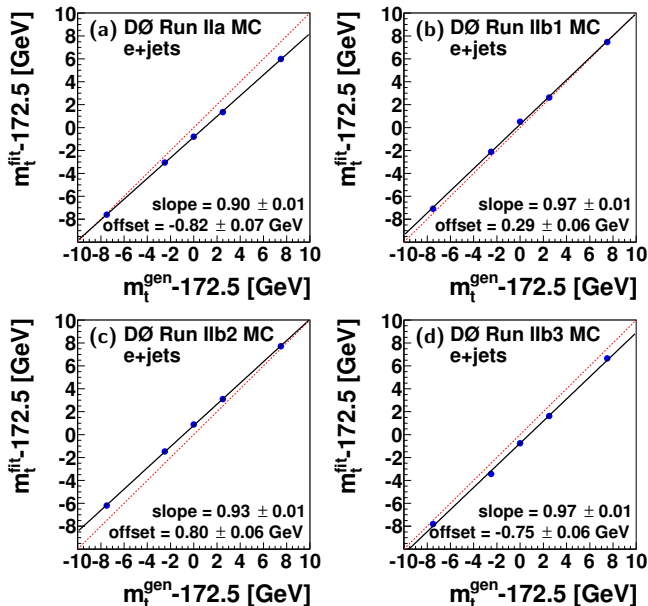 (a) DØ Run IIa MC
e+jets
m_t^fit-172.5 [GeV]
10
8
6
4
2
0
-2
-4
-6
-8
slope = 0.90 ± 0.01
offset = -0.82 ± 0.07 GeV
-10 -8 -6 -4 -2 0 2 4 6 8 10
m_t^gen-172.5 [GeV]
(b) DØ Run IIb1 MC
e+jets
m_t^fit-172.5 [GeV]
10
8
6
4
2
0
-2
-4
-6
-8
slope = 0.97 ± 0.01
offset = 0.29 ± 0.06 GeV
-10 -8 -6 -4 -2 0 2 4 6 8 10
m_t^gen-172.5 [GeV]
(c) DØ Run IIb2 MC
e+jets
m_t^fit-172.5 [GeV]
10
8
6
4
2
0
-2
-4
-6
-8
slope = 0.93 ± 0.01
offset = 0.80 ± 0.06 GeV
-10 -8 -6 -4 -2 0 2 4 6 8 10
m_t^gen-172.5 [GeV]
(d) DØ Run IIb3 MC
e+jets
m_t^fit-172.5 [GeV]
10
8
6
4
2
0
-2
-4
-6
-8
slope = 0.97 ± 0.01
offset = -0.75 ± 0.06 GeV
-10 -8 -6 -4 -2 0 2 4 6 8 10
m_t^gen-172.5 [GeV]